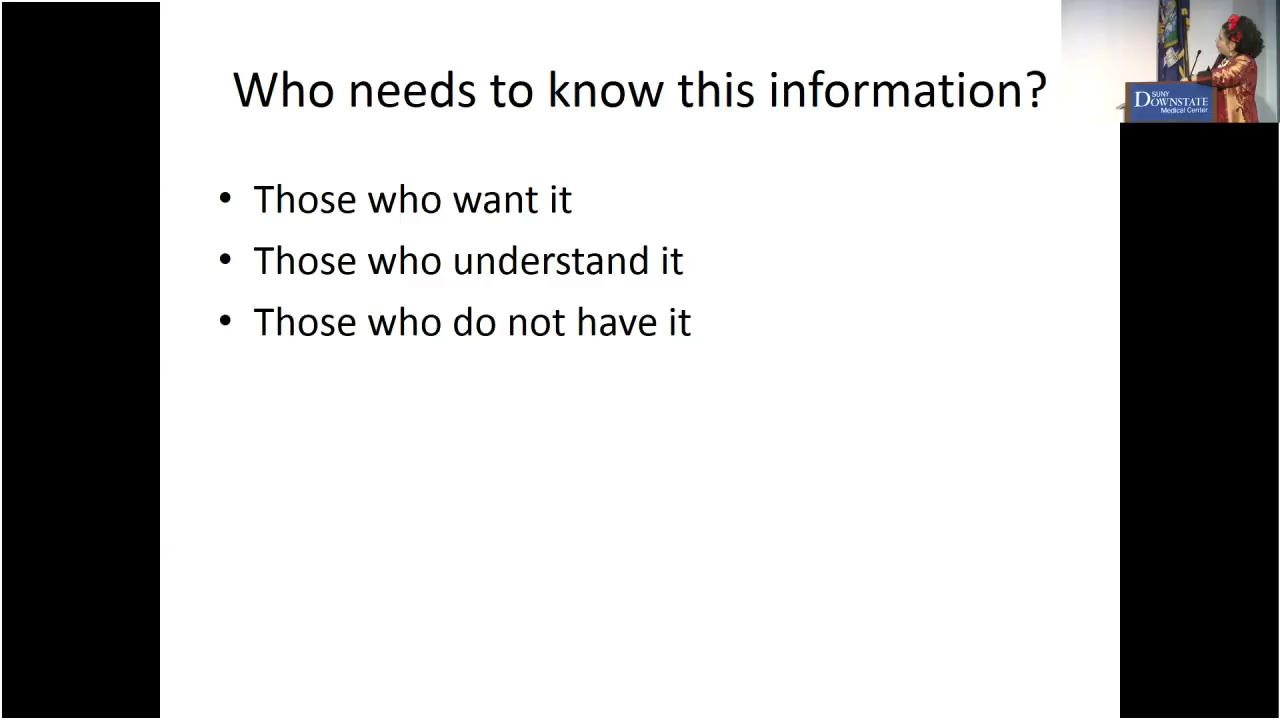 Who needs to know this information?
• Those who want it
• Those who understand it
• Those who do not have it
SUNY
DOWNSTATE
Medical Center